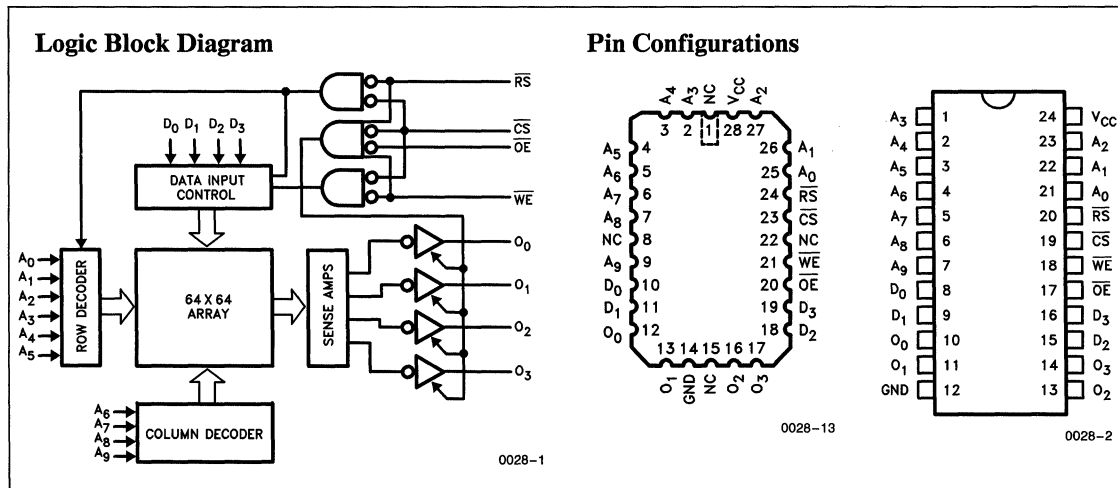 Logic Block Diagram
RS
CS
OE
WE
D0 D1 D2 D3
DATA INPUT
CONTROL
A0
A1
A2
A3
A4
A5
ROW DECODER
64 X 64
ARRAY
SENSE AMPS
O0
O1
O2
O3
A6
A7
A8
A9
COLUMN DECODER
0028-1
Pin Configurations
A4 A3 NC VCC A2
3 2 1 28 27
A5 4
A6 5
A7 6
A8 7
NC 8
A9 9
D0 10
D1 11
O0 12
26 A1
25 A0
24 RS
23 CS
22 NC
21 WE
20 OE
19 D3
18 D2
13 14 15 16 17
O1 GND NC O2 O3
0028-13
A3 1 24 VCC
A4 2 23 A2
A5 3 22 A1
A6 4 21 A0
A7 5 20 RS
A8 6 19 CS
A9 7 18 WE
D0 8 17 OE
D1 9 16 D3
O0 10 15 D2
O1 11 14 O3
GND 12 13 O2
0028-2